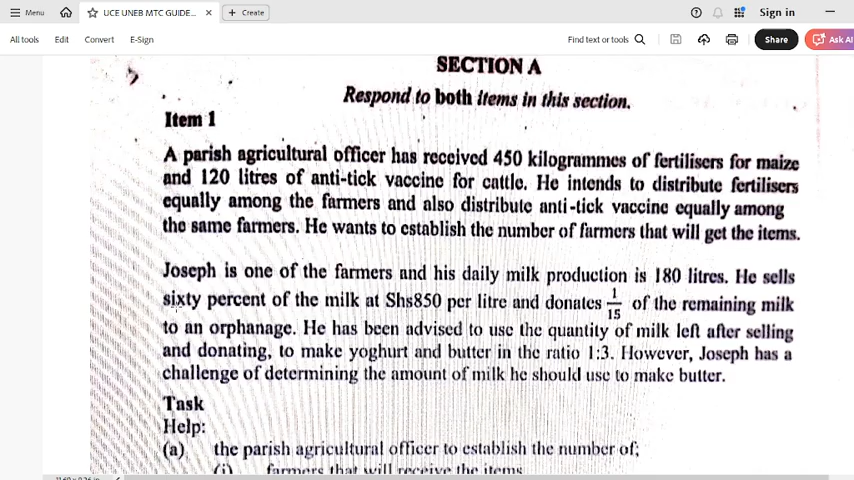 Menu
UCE UNEB MTC GUIDE... × + Create
Sign in
All tools Edit Convert E-Sign
Find text or tools
Share
Ask AI
SECTION A
Respond to both items in this section.
Item 1
A parish agricultural officer has received 450 kilogrammes of fertilisers for maize
and 120 litres of anti-tick vaccine for cattle. He intends to distribute fertilisers
equally among the farmers and also distribute anti-tick vaccine equally among
the same farmers. He wants to establish the number of farmers that will get the items.
Joseph is one of the farmers and his daily milk production is 180 litres. He sells
sixty percent of the milk at Shs850 per litre and donates 1/15 of the remaining milk
to an orphanage. He has been advised to use the quantity of milk left after selling
and donating, to make yoghurt and butter in the ratio 1:3. However, Joseph has a
challenge of determining the amount of milk he should use to make butter.
Task
Help:
(a) the parish agricultural officer to establish the number of;
(i) farmers that will receive the items